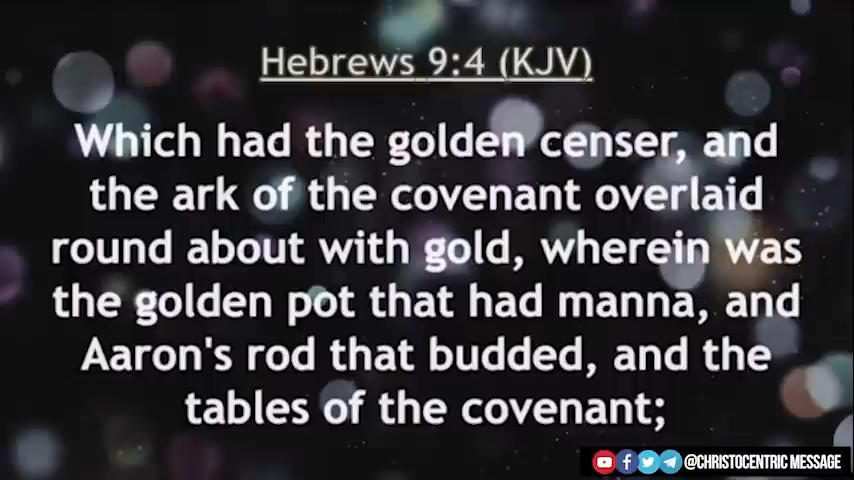 Hebrews 9:4 (KJV)
Which had the golden censer, and
the ark of the covenant overlaid
round about with gold, wherein was
the golden pot that had manna, and
Aaron's rod that budded, and the
tables of the covenant;
@CHRISTOCENTRIC MESSAGE